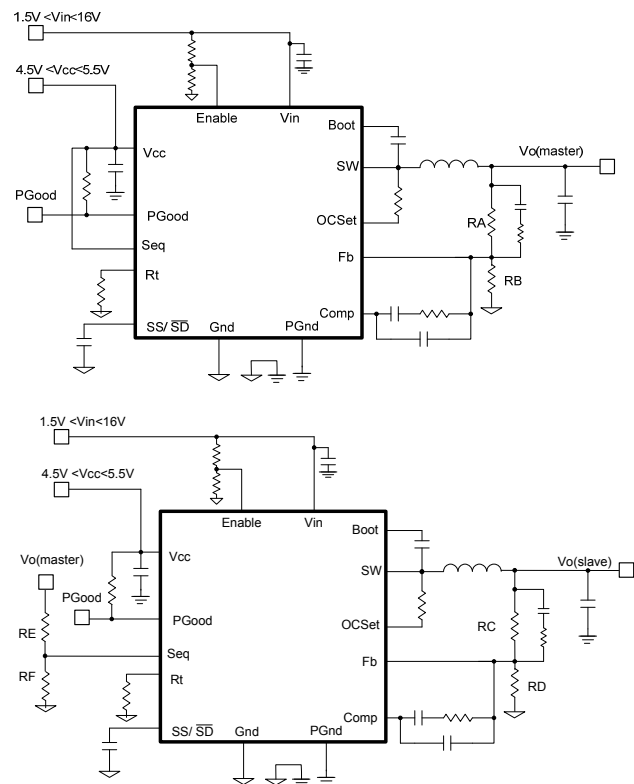 1.5V <Vin<16V
4.5V <Vcc<5.5V
Enable
Vin
Boot
Vcc
Vo(master)
SW
PGood
PGood
OCSet
RA
Seq
Fb
Rt
RB
Comp
SS/ SD
Gnd
PGnd
1.5V <Vin<16V
4.5V <Vcc<5.5V
Enable
Vin
Boot
Vo(master)
Vcc
Vo(slave)
SW
PGood
PGood
RE
OCSet
RC
Seq
Fb
RF
Rt
RD
Comp
SS/ SD
Gnd
PGnd